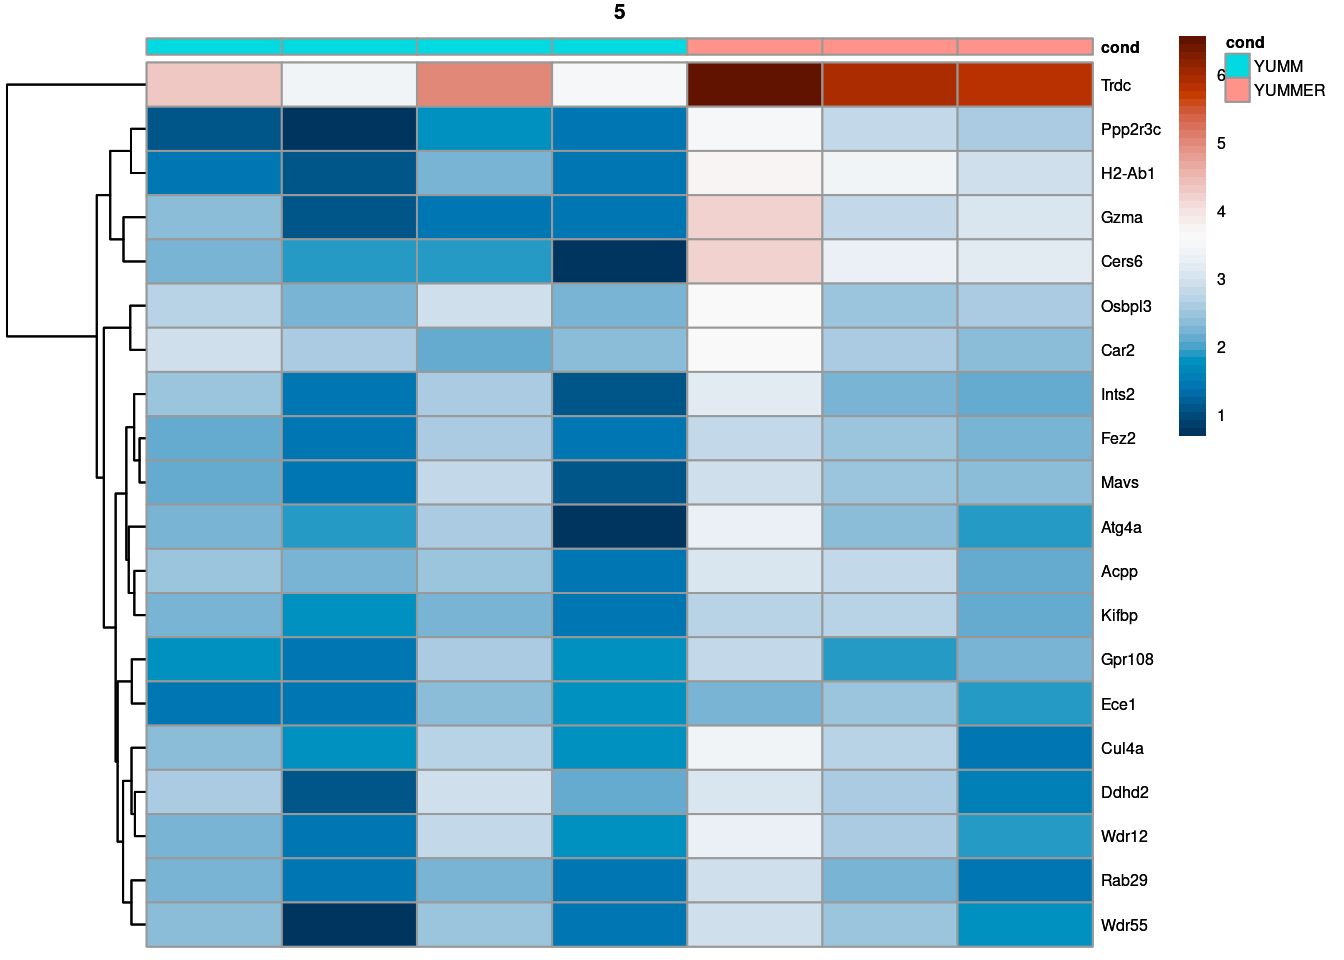 5
cond
Trdc
Ppp2r3c
H2-Ab1
Gzma
Cers6
Osbpl3
Car2
Ints2
Fez2
Mavs
Atg4a
Acpp
Kifbp
Gpr108
Ece1
Cul4a
Ddhd2
Wdr12
Rab29
Wdr55
6
5
4
3
2
1
cond
YUMM
YUMMER